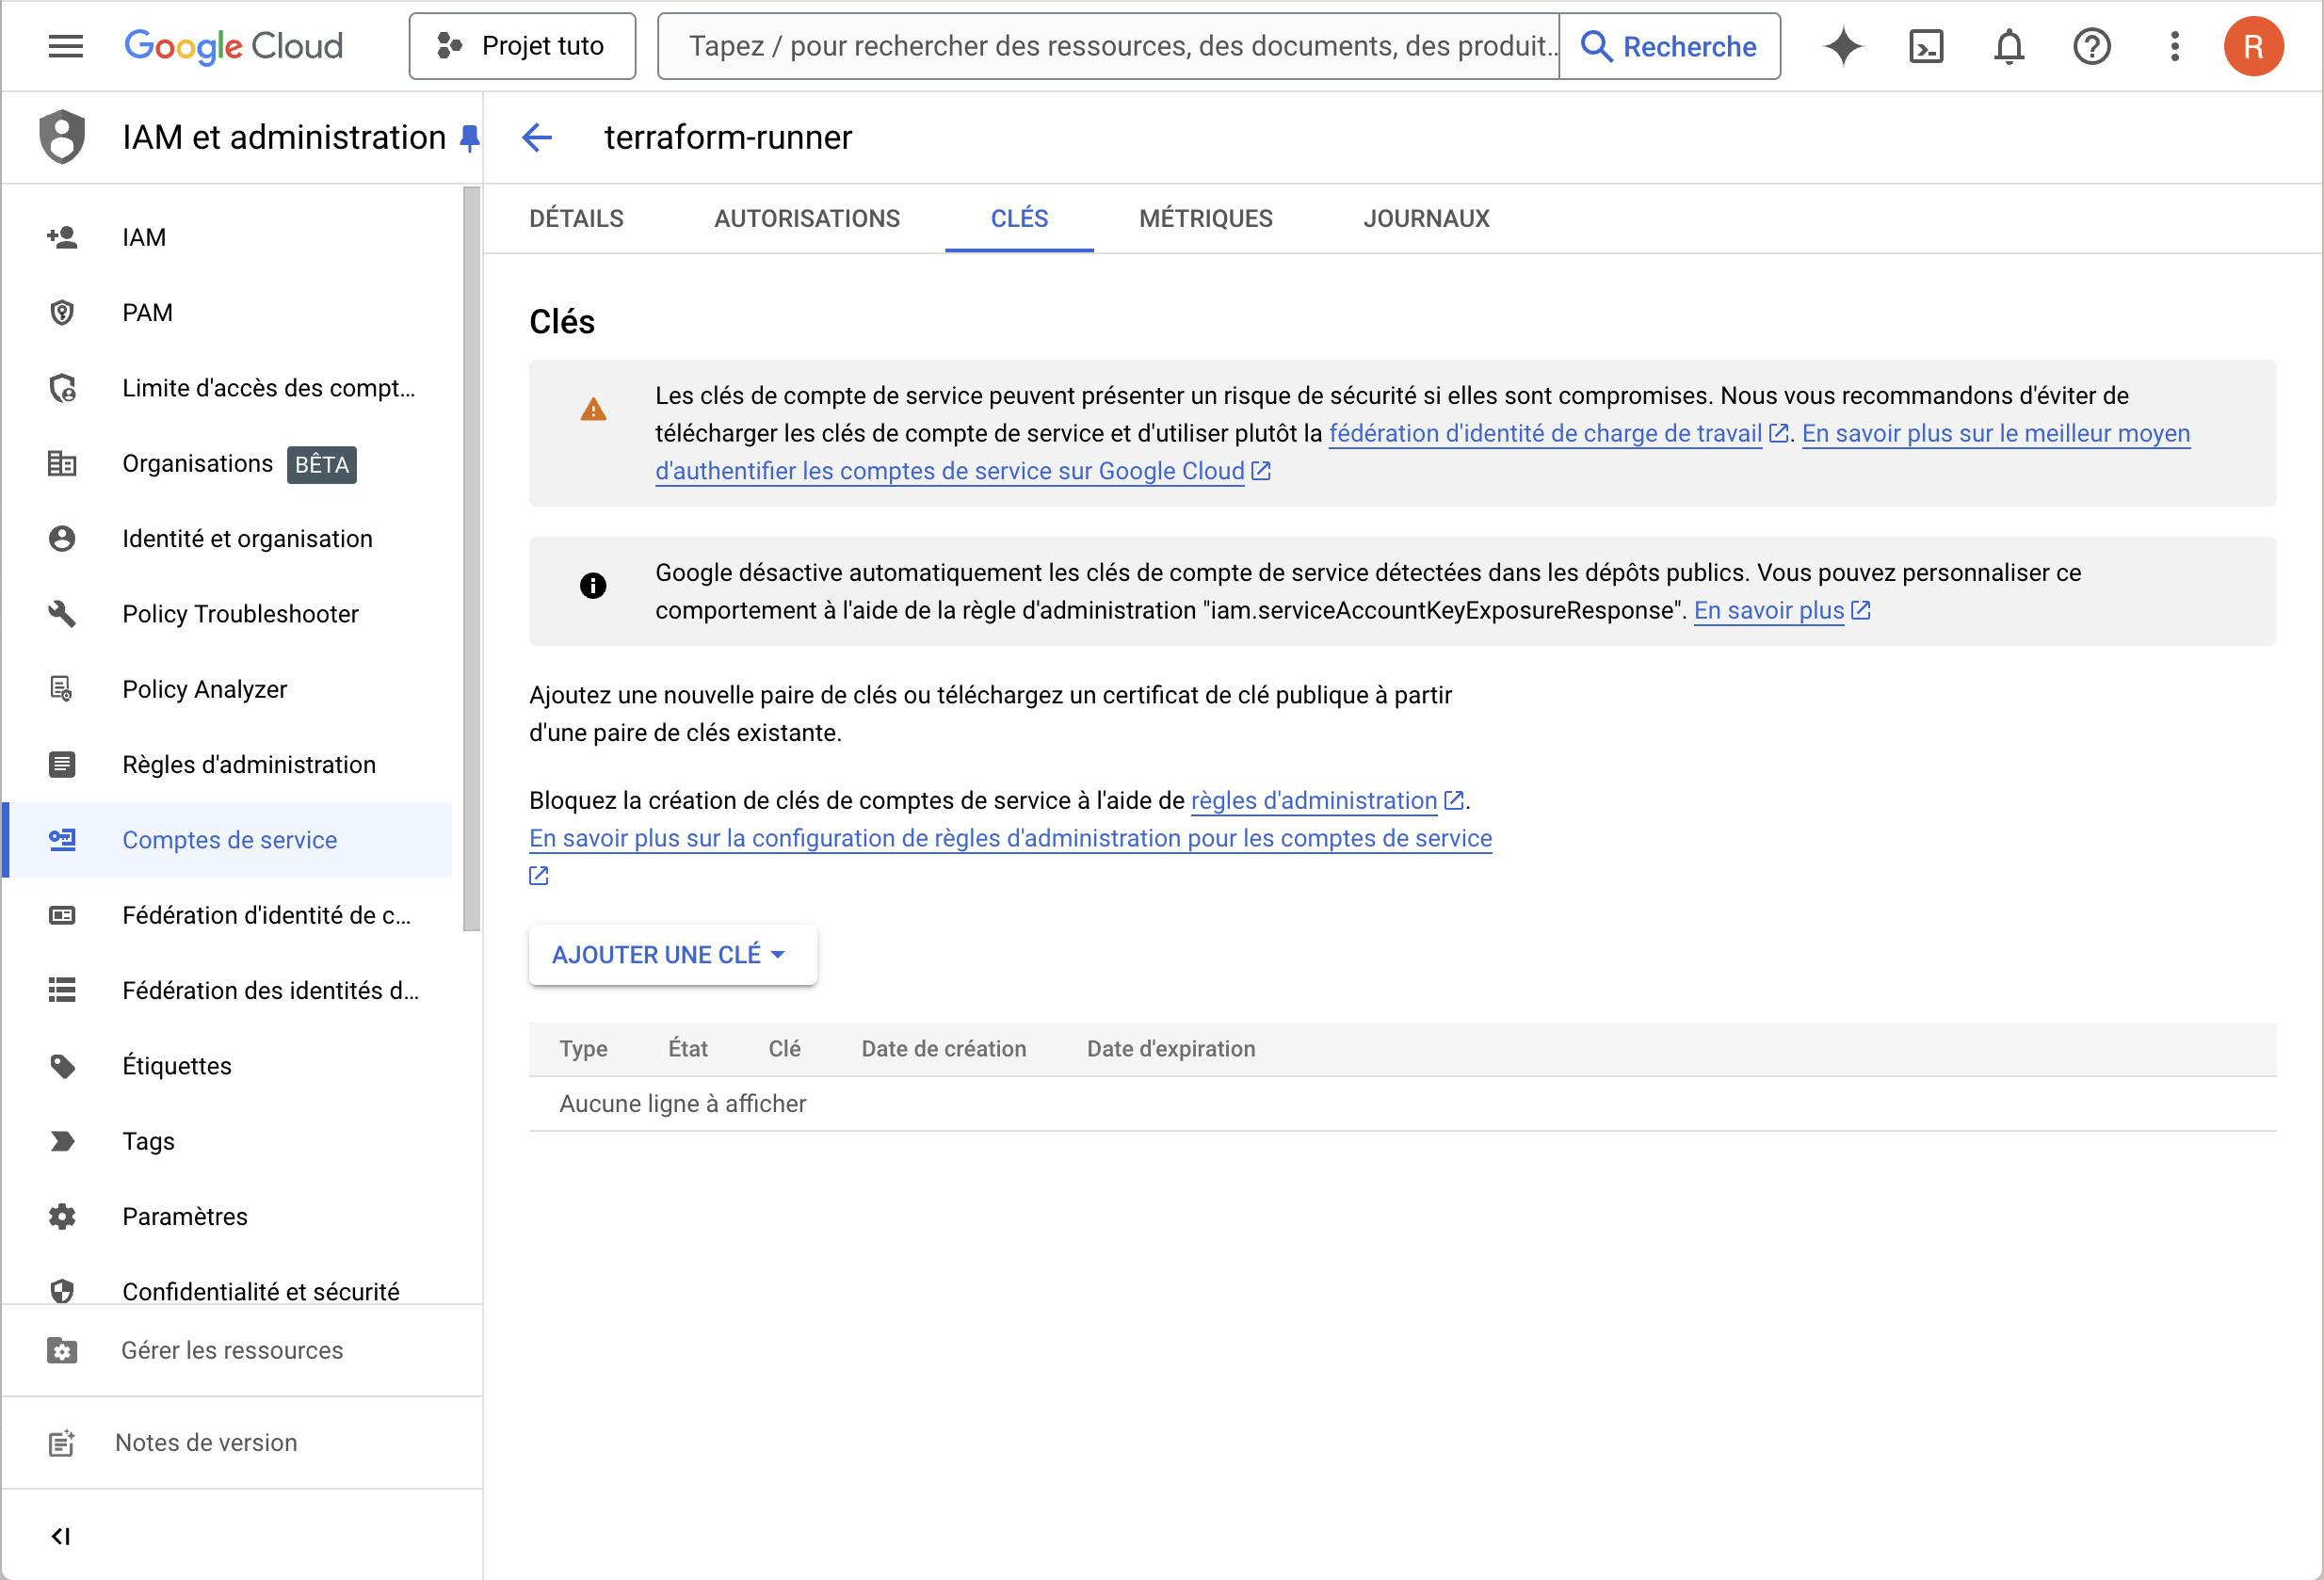 Google Cloud
Projet tuto
Tapez / pour rechercher des ressources, des documents, des produit...
Recherche
R
IAM et administration
terraform-runner
IAM
PAM
Limite d'accès des compt...
Organisations BÊTA
Identité et organisation
Policy Troubleshooter
Policy Analyzer
Règles d'administration
Comptes de service
Fédération d'identité de c...
Fédération des identités d...
Étiquettes
Tags
Paramètres
Confidentialité et sécurité
Gérer les ressources
Notes de version
DÉTAILS
AUTORISATIONS
CLÉS
MÉTRIQUES
JOURNAUX
Clés
Les clés de compte de service peuvent présenter un risque de sécurité si elles sont compromises. Nous vous recommandons d'éviter de
télécharger les clés de compte de service et d'utiliser plutôt la fédération d'identité de charge de travail. En savoir plus sur le meilleur moyen
d'authentifier les comptes de service sur Google Cloud
Google désactive automatiquement les clés de compte de service détectées dans les dépôts publics. Vous pouvez personnaliser ce
comportement à l'aide de la règle d'administration "iam.serviceAccountKeyExposureResponse". En savoir plus
Ajoutez une nouvelle paire de clés ou téléchargez un certificat de clé publique à partir
d'une paire de clés existante.
Bloquez la création de clés de comptes de service à l'aide de règles d'administration.
En savoir plus sur la configuration de règles d'administration pour les comptes de service
AJOUTER UNE CLÉ
Type État Clé Date de création Date d'expiration
Aucune ligne à afficher